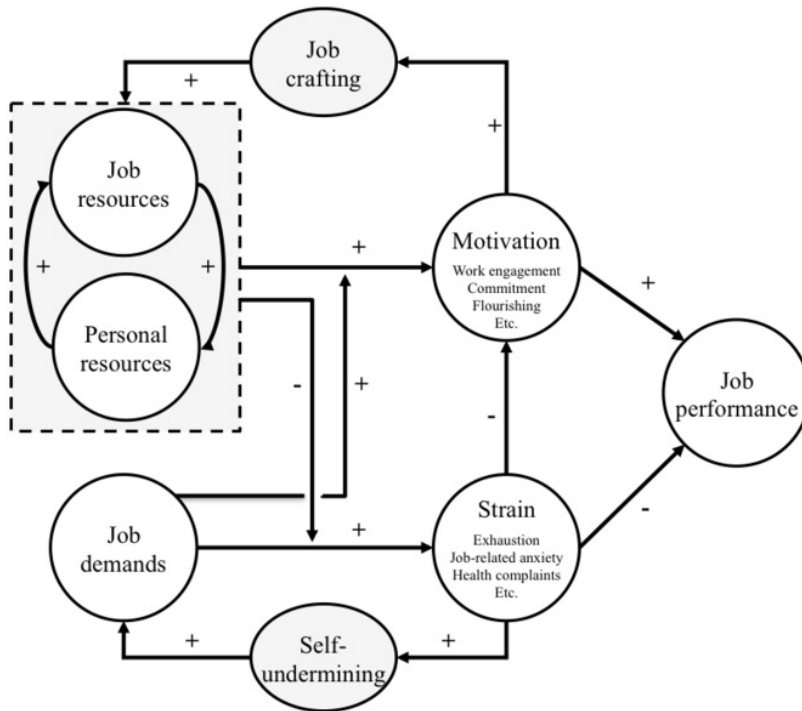 Job
crafting
+
+
Job
resources
+
+
Personal
resources
+
-
+
Motivation
Work engagement
Commitment
Flourishing
Etc.
+
Job
performance
-
-
Job
demands
+
Strain
Exhaustion
Job-related anxiety
Health complaints
Etc.
+
Self-
undermining
+